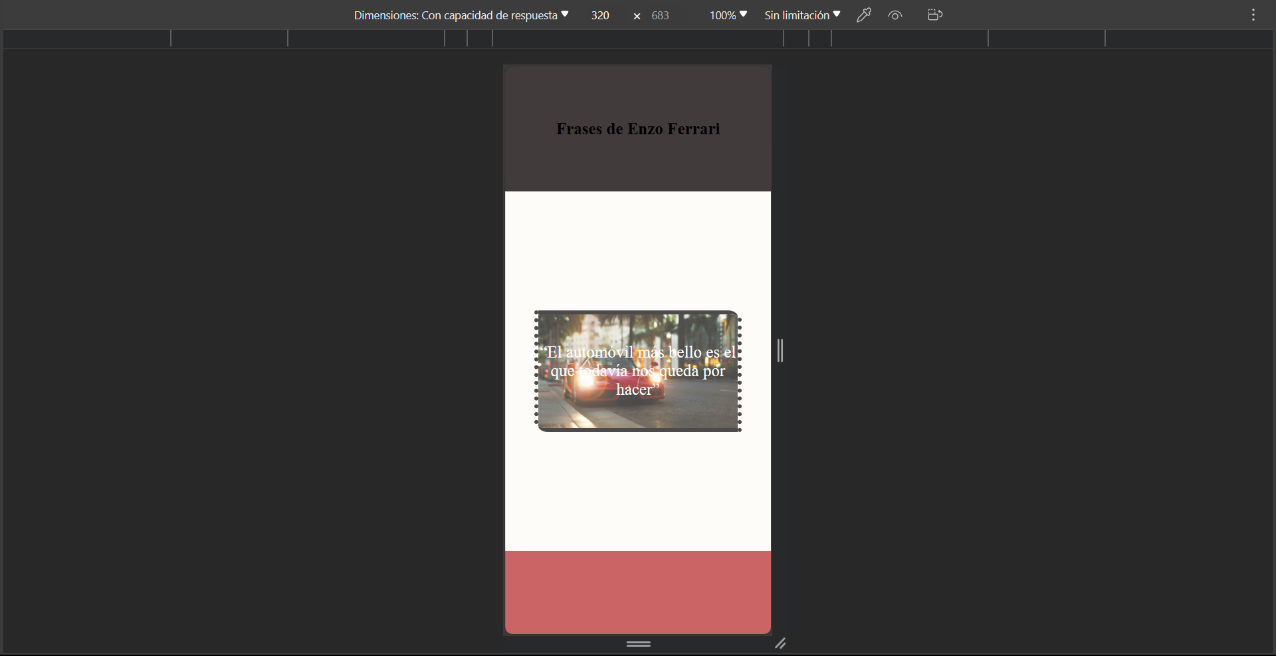 Dimensiones: Con capacidad de respuesta ▼ 320 × 683 100% ▼ Sin limitación ▼
Frases de Enzo Ferrari
“El automóvil más bello es el
que todavía nos queda por
hacer”